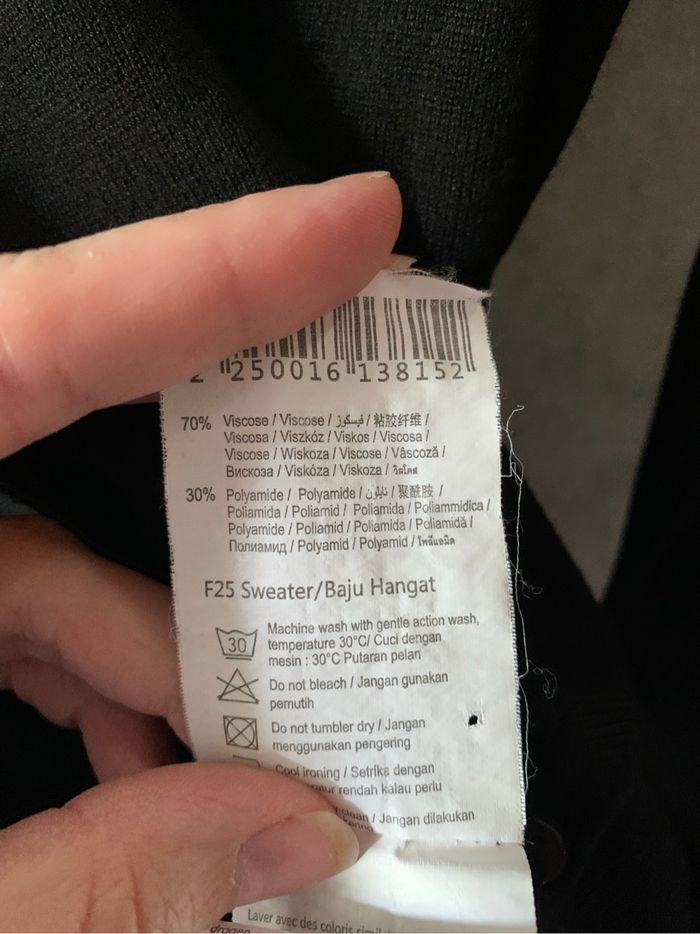 250016 138152
70% Viscose / Viscose / فيسكوز / 粘胶纤维 /
Viscosa / Viszkóz / Viskos / Viscosa /
Viscose / Wiskoza / Viscose / Vâscoză /
Вискоза / Viskóza / Viskoza / วิสโคส
30% Polyamide / Polyamide / نايلون / 聚酰胺 /
Poliamida / Poliamid / Poliamida / Poliammidica /
Polyamide / Poliamid / Poliamida / Poliamidă /
Полиамид / Polyamid / Polyamid / โพลีเอมิด
F25 Sweater/Baju Hangat
30
Machine wash with gentle action wash,
temperature 30°C/ Cuci dengan
mesin : 30°C Putaran pelan
Do not bleach / Jangan gunakan
pemutih
Do not tumbler dry / Jangan
menggunakan pengering
Cool ironing / Setrika dengan
rendah kalau perlu
/ Jangan dilakukan
Laver avec des coloris